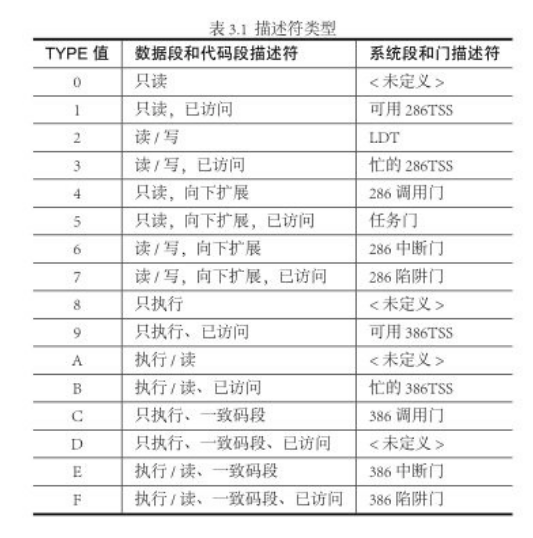 表 3.1 描述符类型
TYPE 值 数据段和代码段描述符 系统段和门描述符
0 只读 <未定义>
1 只读，已访问 可用 286TSS
2 读 / 写 LDT
3 读 / 写，已访问 忙的 286TSS
4 只读，向下扩展 286 调用门
5 只读，向下扩展，已访问 任务门
6 读 / 写，向下扩展 286 中断门
7 读 / 写，向下扩展，已访问 286 陷阱门
8 只执行 <未定义>
9 只执行、已访问 可用 386TSS
A 执行 / 读 <未定义>
B 执行 / 读、已访问 忙的 386TSS
C 只执行、一致码段 386 调用门
D 只执行、一致码段、已访问 <未定义>
E 执行 / 读、一致码段 386 中断门
F 执行 / 读、一致码段、已访问 386 陷阱门